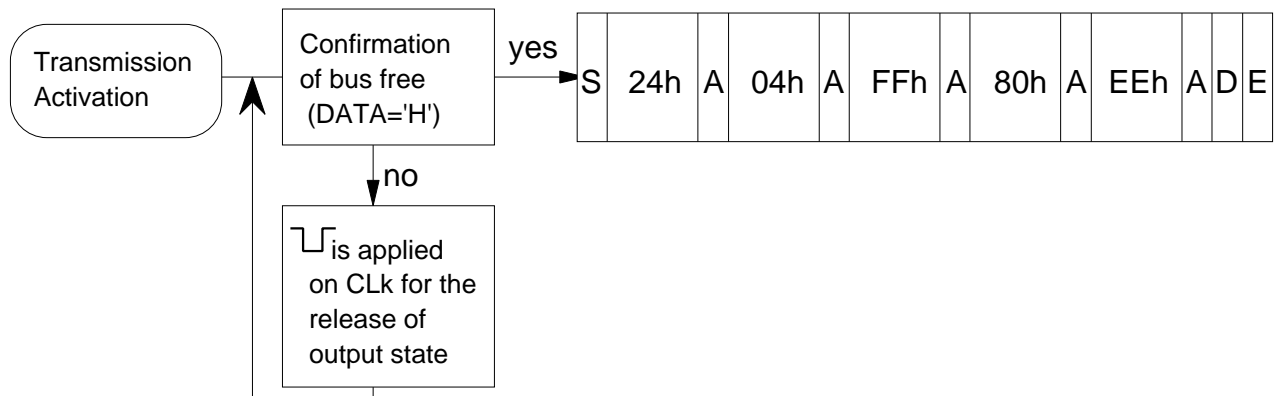 Transmission
Activation
Confirmation
of bus free
(DATA='H')
yes
S 24h A 04h A FFh A 80h A EEh A D E
no
is applied
on CLk for the
release of
output state